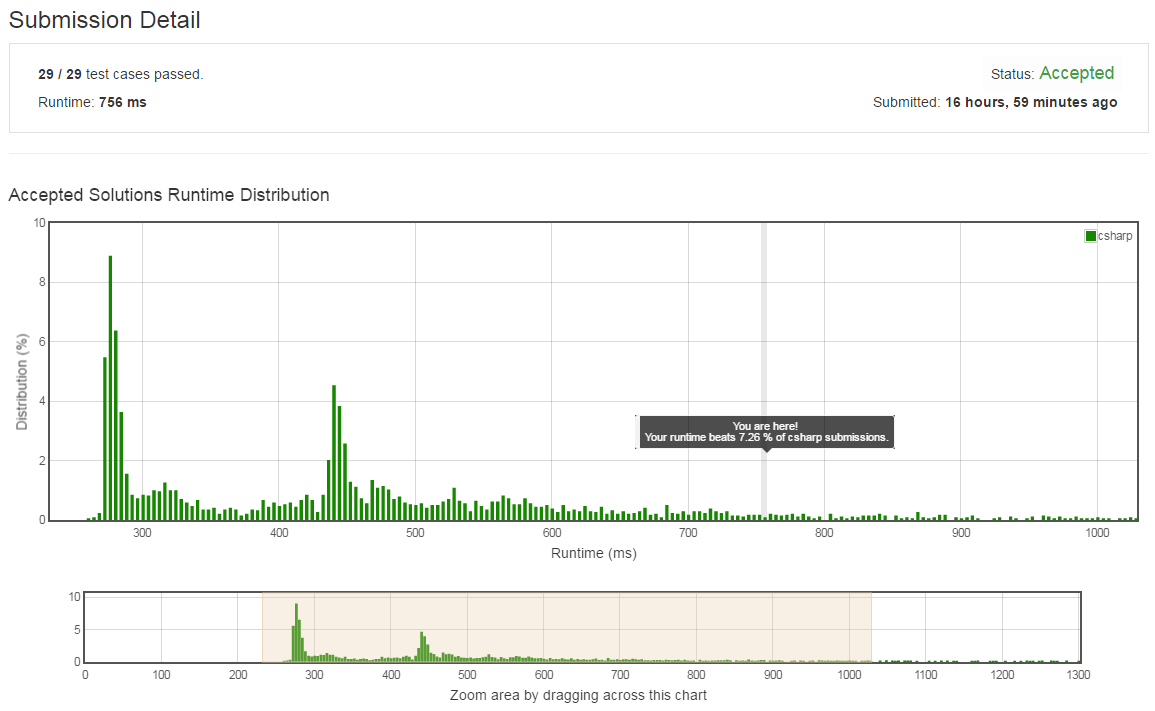 Submission Detail
29 / 29 test cases passed.
Status: Accepted
Runtime: 756 ms
Submitted: 16 hours, 59 minutes ago
Accepted Solutions Runtime Distribution
10
8
6
4
2
0
Distribution (%)
csharp
You are here!
Your runtime beats 7.26 % of csharp submissions.
300 400 500 600 700 800 900 1000
Runtime (ms)
10
5
0
0 100 200 300 400 500 600 700 800 900 1000 1100 1200 1300
Zoom area by dragging across this chart